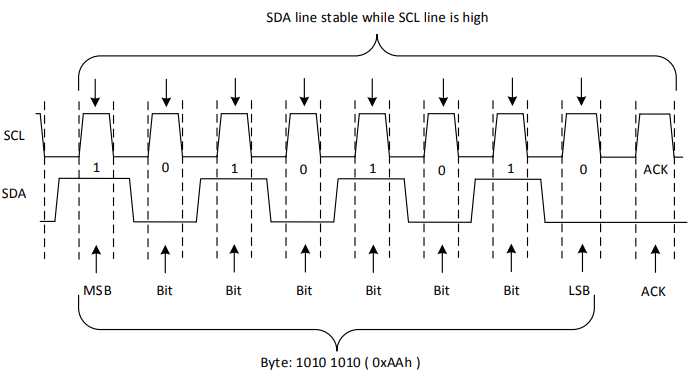 SDA line stable while SCL line is high
SCL
1 0 1 0 1 0 1 0 ACK
SDA
MSB Bit Bit Bit Bit Bit Bit LSB ACK
Byte: 1010 1010 ( 0xAAh )